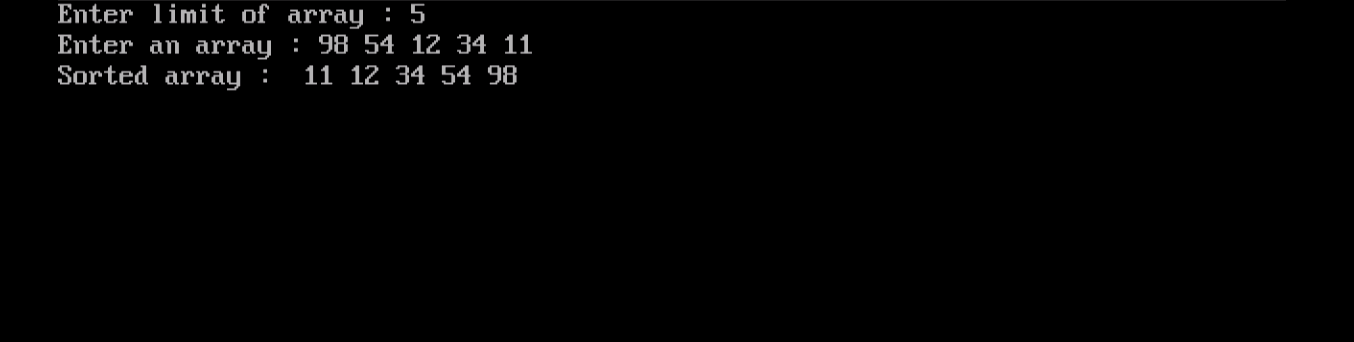 Enter limit of array : 5
Enter an array : 98 54 12 34 11
Sorted array :  11 12 34 54 98